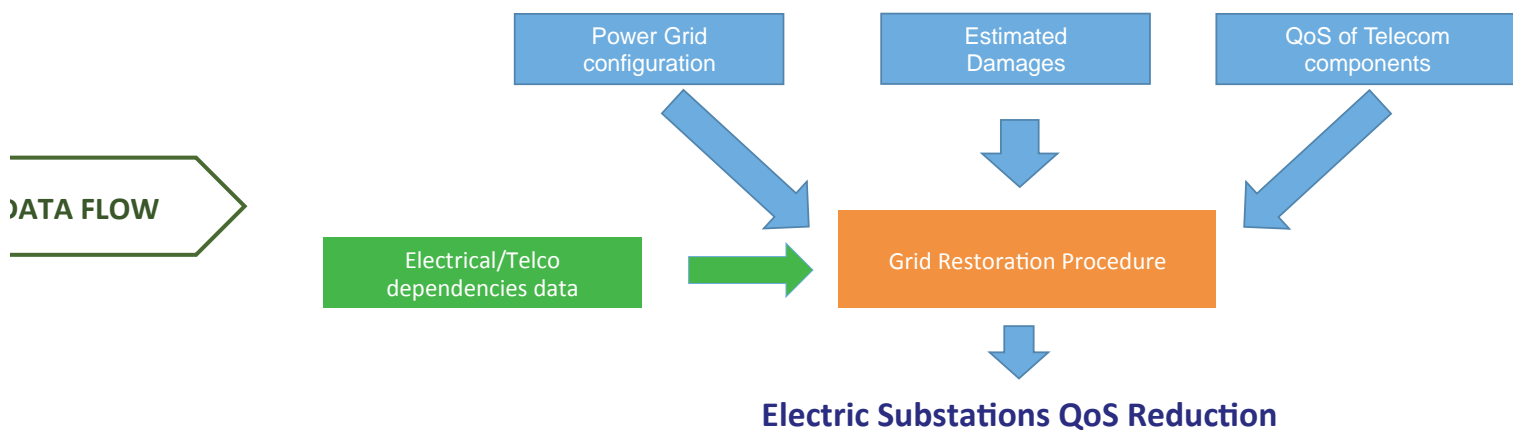 Power Grid
configuration
Estimated
Damages
QoS of Telecom
components
DATA FLOW
Electrical/Telco
dependencies data
Grid Restoration Procedure
Electric Substations QoS Reduction